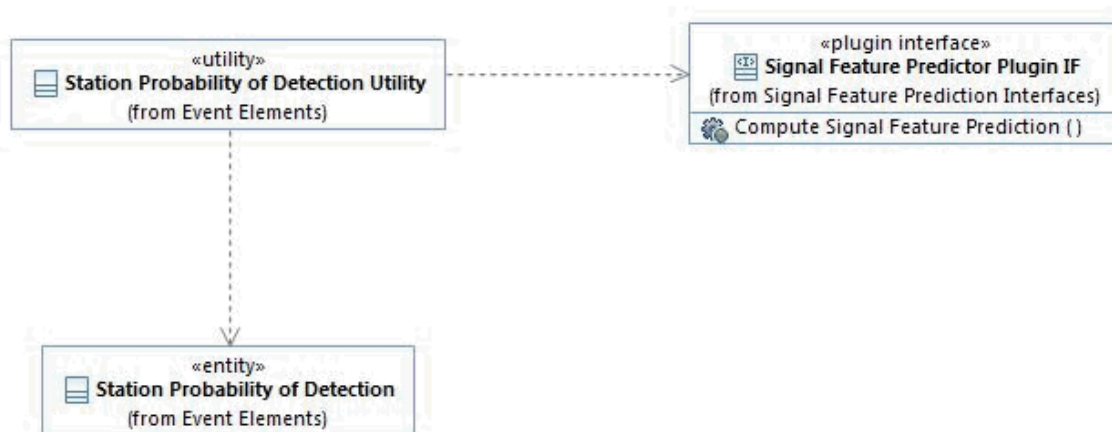 «utility»
Station Probability of Detection Utility
(from Event Elements)
«plugin interface»
Signal Feature Predictor Plugin IF
(from Signal Feature Prediction Interfaces)
Compute Signal Feature Prediction ( )
«entity»
Station Probability of Detection
(from Event Elements)